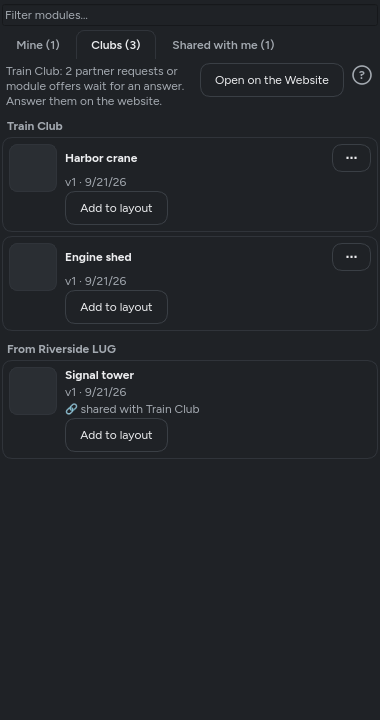 Filter modules...
Mine (1)
Clubs (3)
Shared with me (1)
Train Club: 2 partner requests or
module offers wait for an answer.
Answer them on the website.
Open on the Website
?
Train Club
Harbor crane
...
v1 · 9/21/26
Add to layout
Engine shed
...
v1 · 9/21/26
Add to layout
From Riverside LUG
Signal tower
v1 · 9/21/26
🔗 shared with Train Club
Add to layout